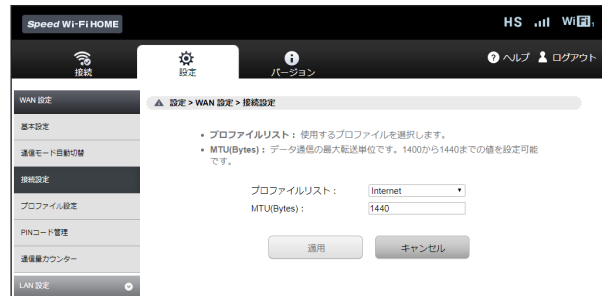 Speed Wi-Fi HOME
HS WiFi
接続
設定
バージョン
ヘルプ ログアウト
WAN 設定
設定 > WAN 設定 > 接続設定
基本設定
通信モード自動切替
接続設定
プロファイル設定
PINコード管理
通信量カウンター
LAN 設定
• プロファイルリスト： 使用するプロファイルを選択します。
• MTU(Bytes)： データ通信の最大転送単位です。1400から1440までの値を設定可能
です。
プロファイルリスト： Internet
MTU(Bytes)： 1440
適用 キャンセル